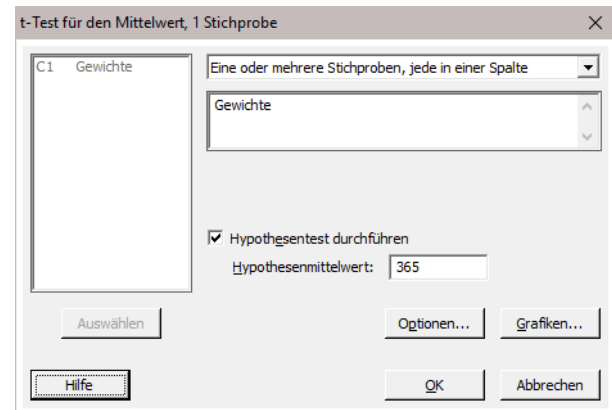 t-Test für den Mittelwert, 1 Stichprobe
C1 Gewichte
Eine oder mehrere Stichproben, jede in einer Spalte
Gewichte
Hypothesentest durchführen
Hypothesenmittelwert: 365
Auswählen
Optionen... Grafiken...
Hilfe OK Abbrechen